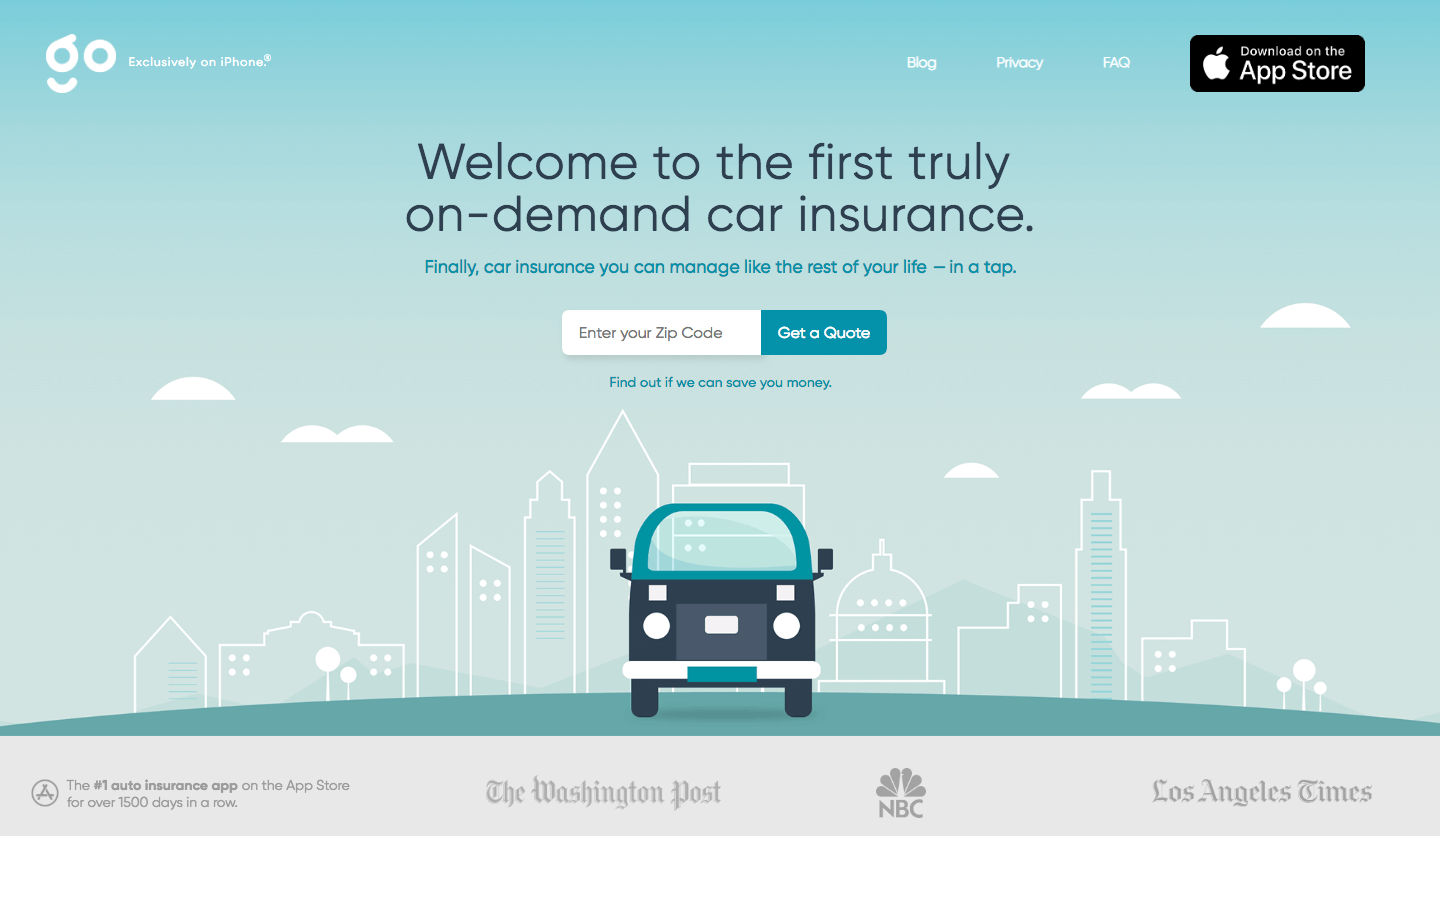 go
Exclusively on iPhone.®
Blog
Privacy
FAQ
Download on the
App Store
Welcome to the first truly
on-demand car insurance.
Finally, car insurance you can manage like the rest of your life — in a tap.
Enter your Zip Code
Get a Quote
Find out if we can save you money.
The #1 auto insurance app on the App Store
for over 1500 days in a row.
The Washington Post
NBC
Los Angeles Times